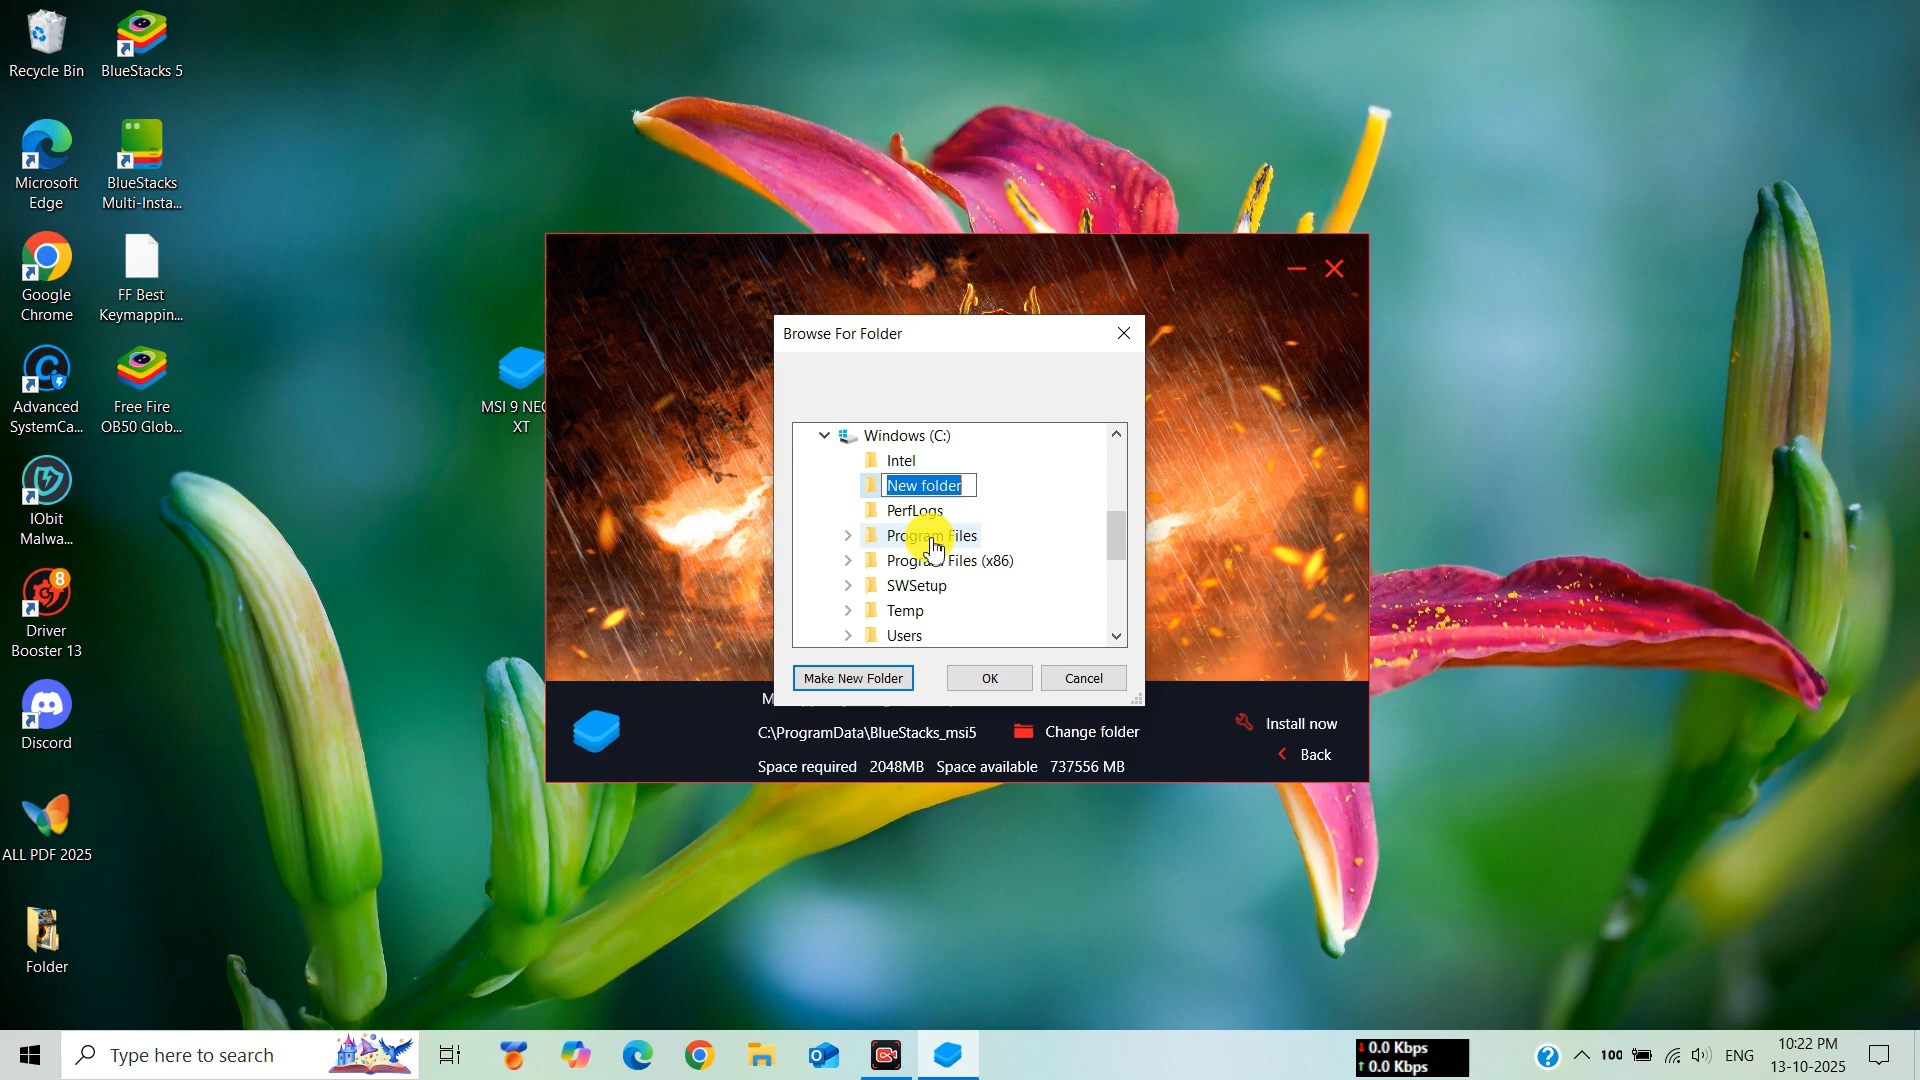 Recycle Bin
BlueStacks 5
Microsoft
Edge
BlueStacks
Multi-Insta...
Google
Chrome
FF Best
Keymappin...
Advanced
SystemCa...
Free Fire
OB50 Glob...
IObit
Malwa...
8
Driver
Booster 13
Discord
ALL PDF 2025
Folder
MSI 9 NEO
XT
Browse For Folder
Windows (C:)
Intel
New folder
PerfLogs
Program Files
Program Files (x86)
SWSetup
Temp
Users
Make New Folder
OK
Cancel
C:\ProgramData\BlueStacks_msi5
Change folder
Space required 2048MB Space available 737556 MB
Install now
Back
Type here to search
0.0 Kbps
0.0 Kbps
100
ENG
10:22 PM
13-10-2025